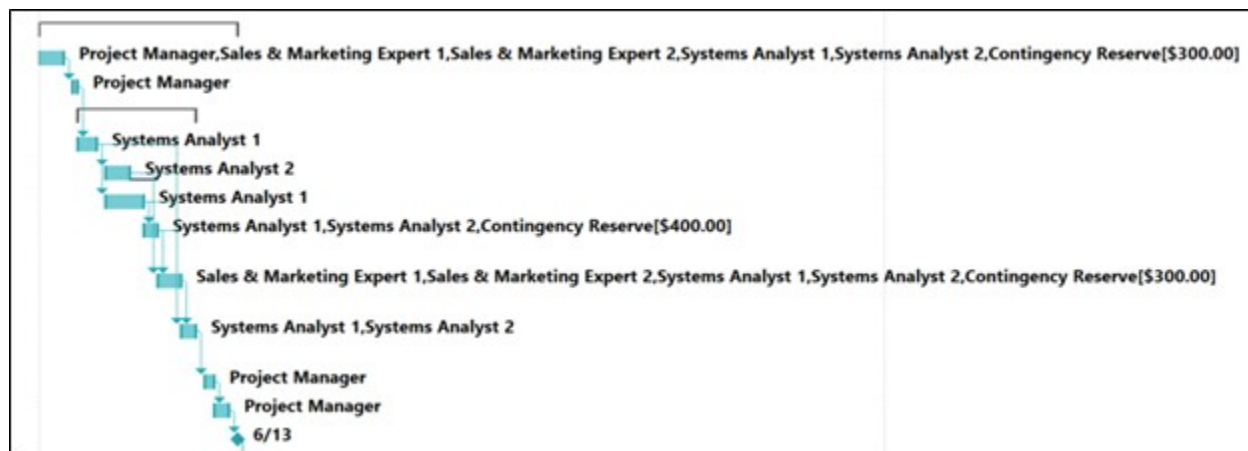 Project Manager,Sales & Marketing Expert 1,Sales & Marketing Expert 2,Systems Analyst 1,Systems Analyst 2,Contingency Reserve[$300.00]
Project Manager
Systems Analyst 1
Systems Analyst 2
Systems Analyst 1
Systems Analyst 1,Systems Analyst 2,Contingency Reserve[$400.00]
Sales & Marketing Expert 1,Sales & Marketing Expert 2,Systems Analyst 1,Systems Analyst 2,Contingency Reserve[$300.00]
Systems Analyst 1,Systems Analyst 2
Project Manager
Project Manager
6/13